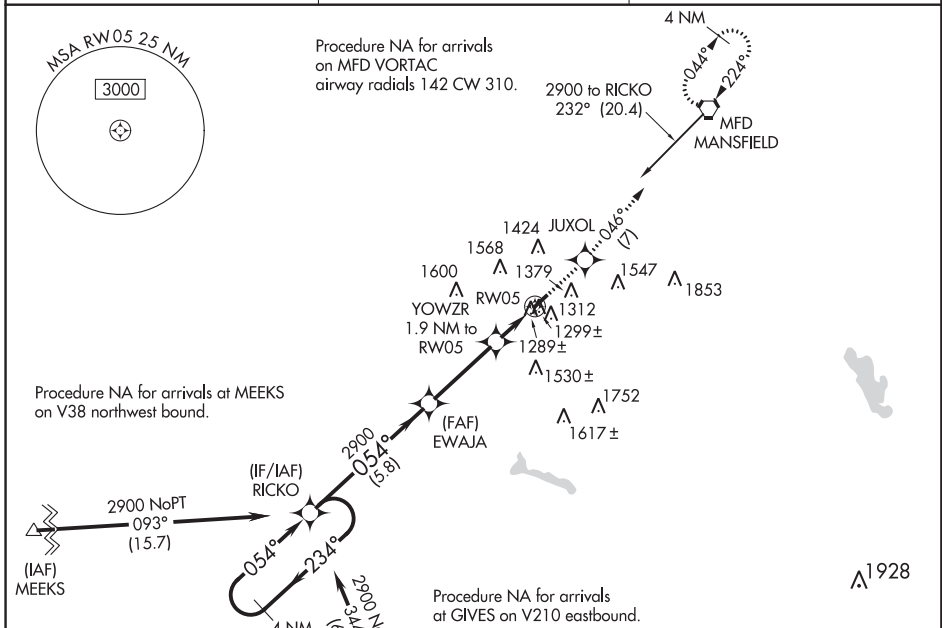 MSA RW05 25 NM
3000
Procedure NA for arrivals
on MFD VORTAC
airway radials 142 CW 310.
4 NM
044°
224°
2900 to RICKO
232° (20.4)
MFD
MANSFIELD
046°
(7)
1424
JUXOL
1568
1379
1547
1853
1600
RW05
1312
YOWZR
1.9 NM to
RW05
1299±
1289±
1530±
1752
1617±
Procedure NA for arrivals at MEEKS
on V38 northwest bound.
(FAF)
EWAJA
2900
054°
(5.8)
(IF/IAF)
RICKO
2900 NoPT
093°
(15.7)
(IAF)
MEEKS
054°
234°
4 NM
2900 N
Procedure NA for arrivals
at GIVES on V210 eastbound.
1928